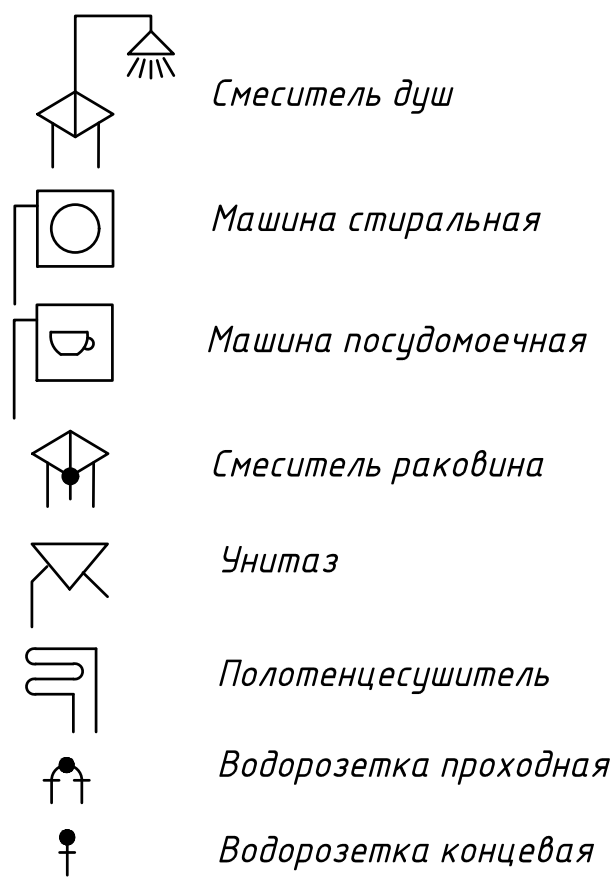 Смеситель душ
Машина стиральная
Машина посудомоечная
Смеситель раковина
Унитаз
Полотенцесушитель
Водорозетка проходная
Водорозетка концевая